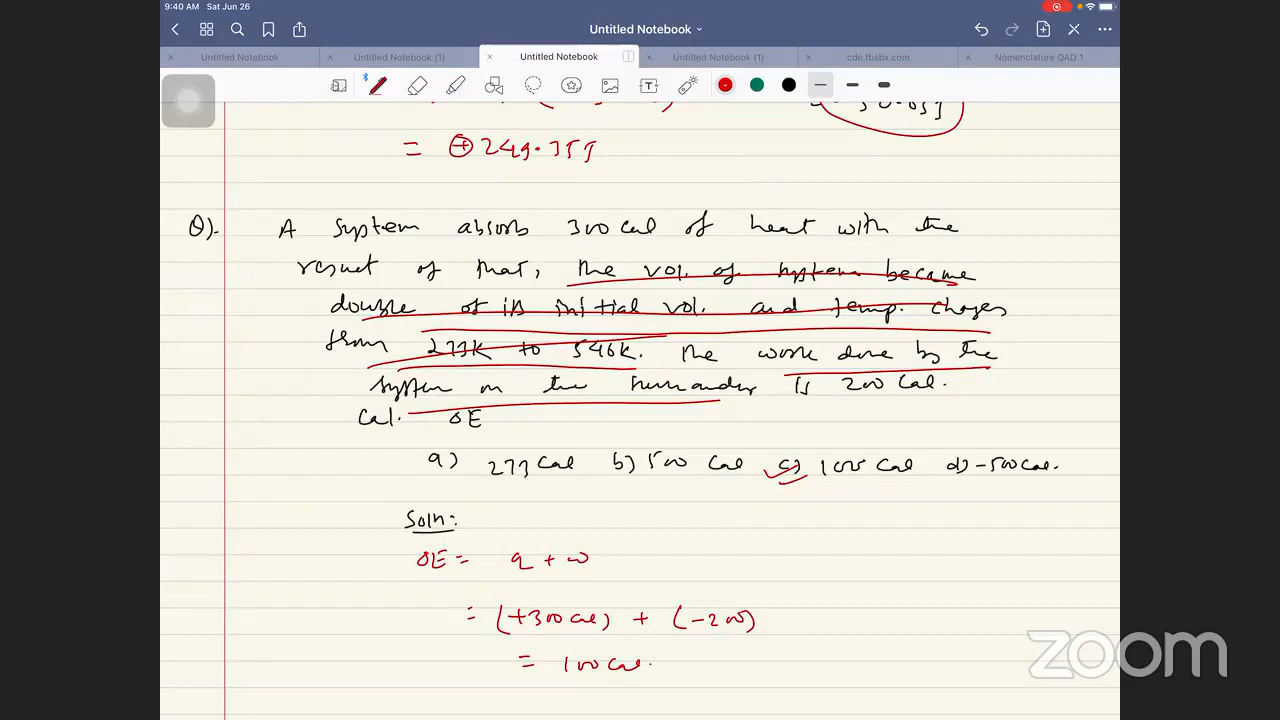 9:40 AM Sat Jun 26
Untitled Notebook
Untitled Notebook
Untitled Notebook (1)
Untitled Notebook
Untitled Notebook (1)
cdn.fbsbx.com
Nomenclature QAD 1
= ⊕ 249.35J
Q). A system absorbs 300 cal of heat with the
result of that, the vol. of system became
double of its initial vol. and temp. changes
from 273K to 546K. The work done by the
system on the surrounder is 200 Cal.
Cal. ΔE
a) 273 Cal b) 500 Cal c) 100 Cal d) -500 Cal.
Soln:
ΔE = q + w
= (+300 cal) + (-200)
= 100 Cal.
zoom